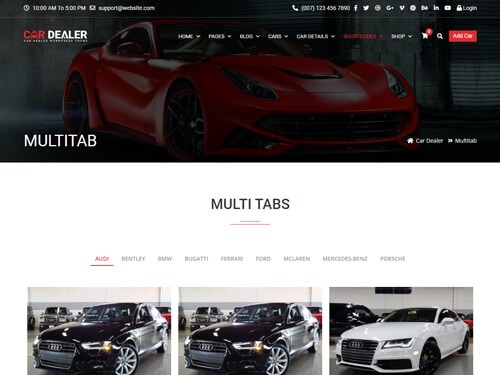 10:00 AM To 5:00 PM support@website.com (007) 123 456 7890 Login
CAR DEALER
CAR DEALER WORDPRESS THEME
HOME PAGES BLOG CARS CAR DETAILS SHORTCODES SHOP 0 Add Car
MULTITAB
Car Dealer » Multitab
MULTI TABS
AUDI BENTLEY BMW BUGATTI FERRARI FORD MCLAREN MERCEDES-BENZ PORSCHE